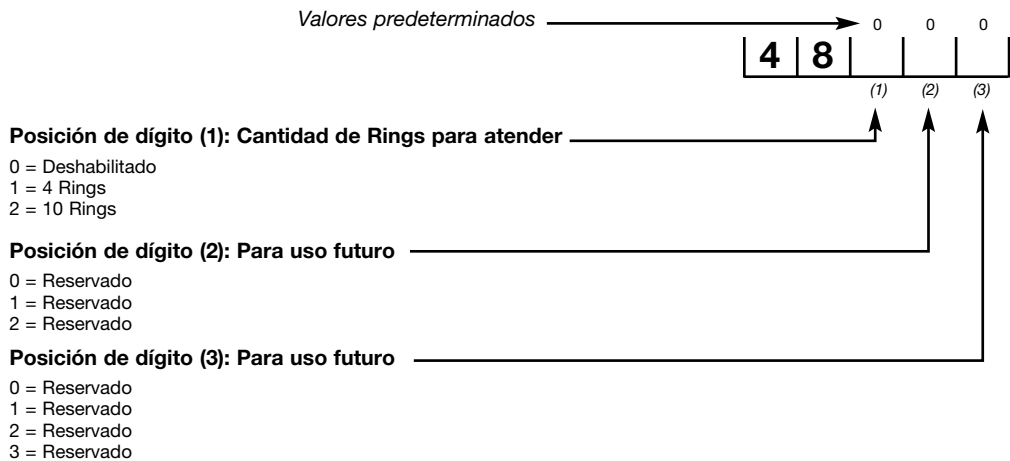 Valores predeterminados 0 0 0
4 8
(1) (2) (3)
Posición de dígito (1): Cantidad de Rings para atender
0 = Deshabilitado
1 = 4 Rings
2 = 10 Rings
Posición de dígito (2): Para uso futuro
0 = Reservado
1 = Reservado
2 = Reservado
Posición de dígito (3): Para uso futuro
0 = Reservado
1 = Reservado
2 = Reservado
3 = Reservado